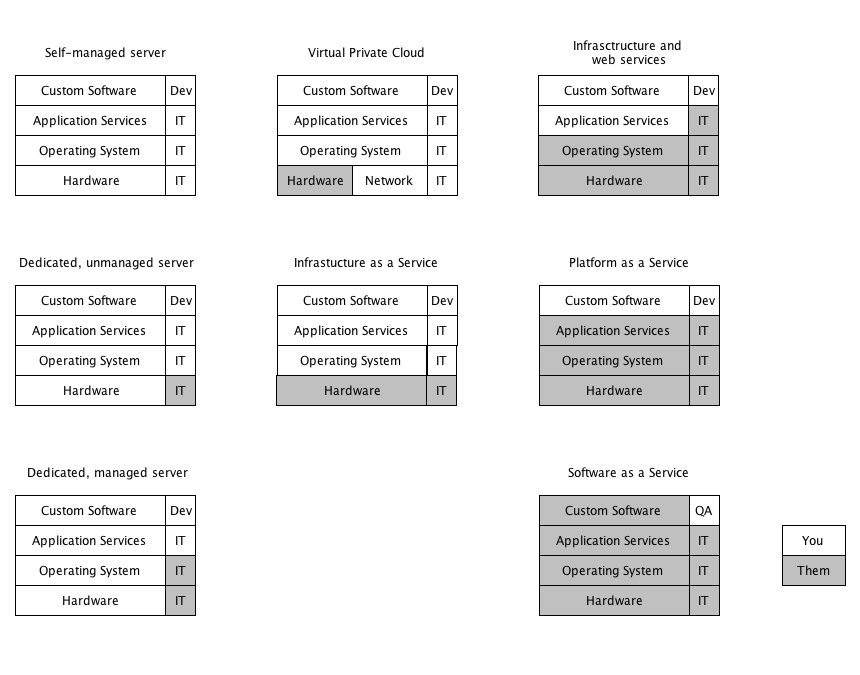 Self-managed server
Custom Software Dev
Application Services IT
Operating System IT
Hardware IT
Virtual Private Cloud
Custom Software Dev
Application Services IT
Operating System IT
Hardware Network IT
Infrasctructure and
web services
Custom Software Dev
Application Services IT
Operating System IT
Hardware IT
Dedicated, unmanaged server
Custom Software Dev
Application Services IT
Operating System IT
Hardware IT
Infrastucture as a Service
Custom Software Dev
Application Services IT
Operating System IT
Hardware IT
Platform as a Service
Custom Software Dev
Application Services IT
Operating System IT
Hardware IT
Dedicated, managed server
Custom Software Dev
Application Services IT
Operating System IT
Hardware IT
Software as a Service
Custom Software QA
Application Services IT
Operating System IT
Hardware IT
You
Them